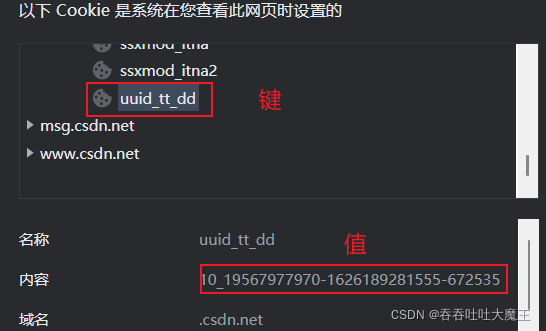 以下 Cookie 是系统在您查看此网页时设置的
ssxmod_itna
ssxmod_itna2
uuid_tt_dd 键
msg.csdn.net
www.csdn.net
名称 uuid_tt_dd 值
内容 10_19567977970-1626189281555-672535
域名 .csdn.net
CSDN @吞吞吐吐大魔王